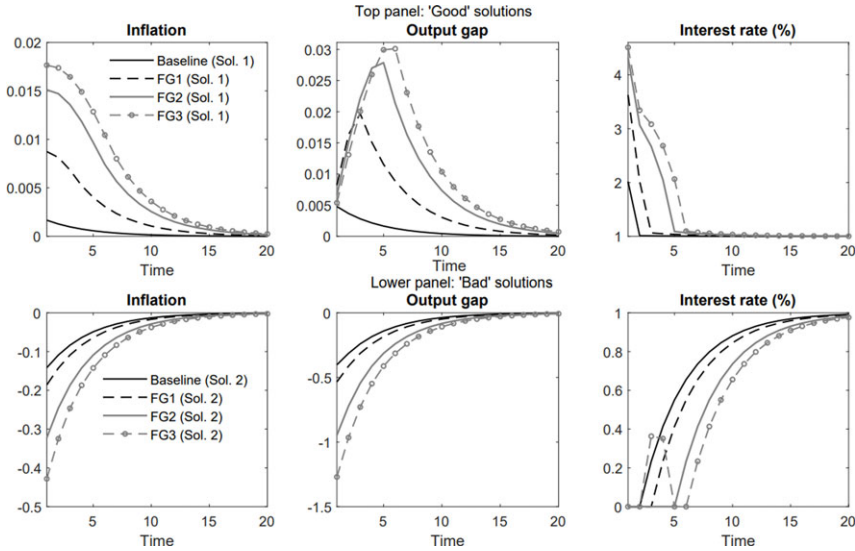 Top panel: 'Good' solutions
Inflation
0.02
0.015
0.01
0.005
0
Baseline (Sol. 1)
FG1 (Sol. 1)
FG2 (Sol. 1)
FG3 (Sol. 1)
5 10 15 20
Time
Output gap
0.03
0.025
0.02
0.015
0.01
0.005
0
5 10 15 20
Time
Interest rate (%)
4
3
2
1
5 10 15 20
Time
Lower panel: 'Bad' solutions
Inflation
0
-0.1
-0.2
-0.3
-0.4
-0.5
Baseline (Sol. 2)
FG1 (Sol. 2)
FG2 (Sol. 2)
FG3 (Sol. 2)
5 10 15 20
Time
Output gap
0
-0.5
-1
-1.5
5 10 15 20
Time
Interest rate (%)
1
0.8
0.6
0.4
0.2
0
5 10 15 20
Time